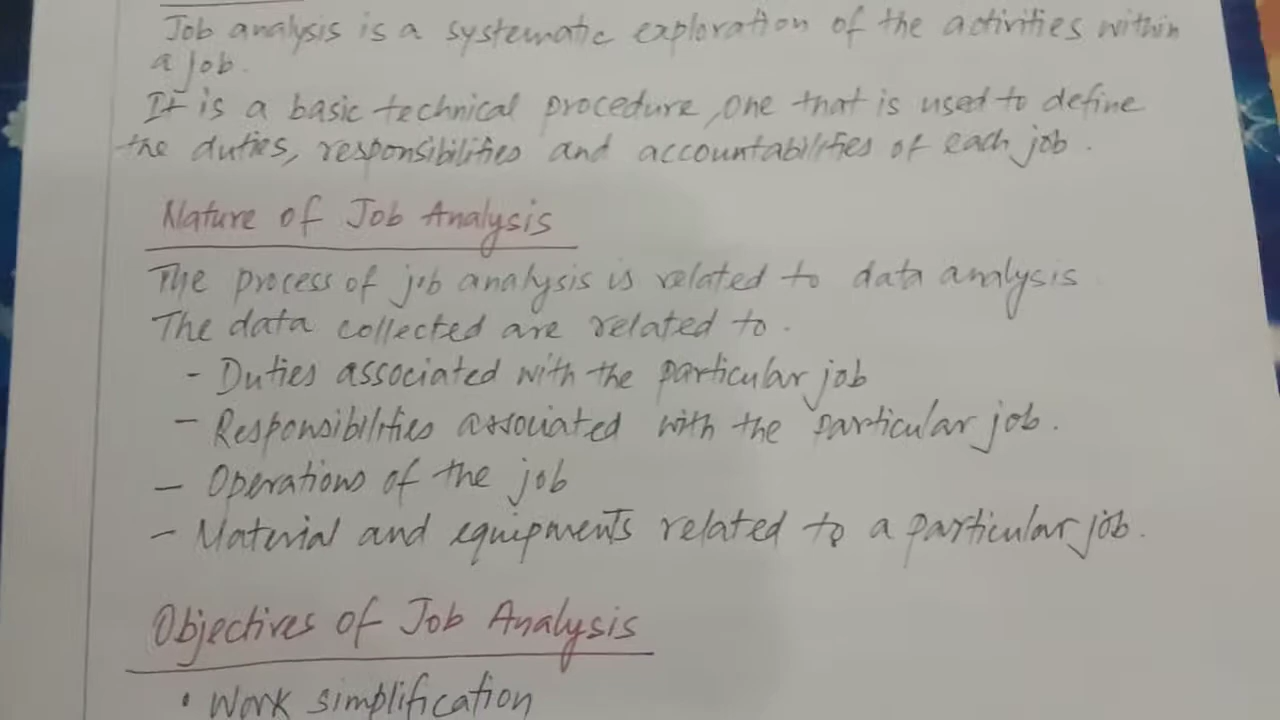 Job analysis is a systematic exploration of the activities within
a job.
It is a basic technical procedure, one that is used to define
the duties, responsibilities and accountabilities of each job.
Nature of Job Analysis
The process of job analysis is related to data analysis
The data collected are related to.
- Duties associated with the particular job
- Responsibilities associated with the particular job.
- Operations of the job
- Material and equipments related to a particular job.
Objectives of Job Analysis
• Work simplification